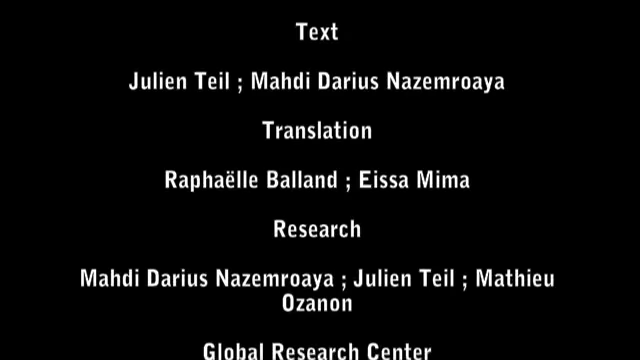 Text
Julien Teil ; Mahdi Darius Nazemroaya
Translation
Raphaëlle Balland ; Eissa Mima
Research
Mahdi Darius Nazemroaya ; Julien Teil ; Mathieu
Ozanon
Global Research Center